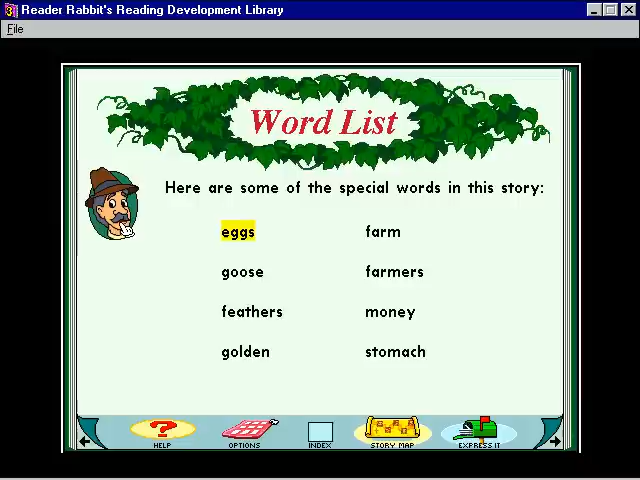 Reader Rabbit's Reading Development Library
File
Word List
Here are some of the special words in this story:
eggs farm
goose farmers
feathers money
golden stomach
HELP OPTIONS INDEX STORY MAP EXPRESS IT